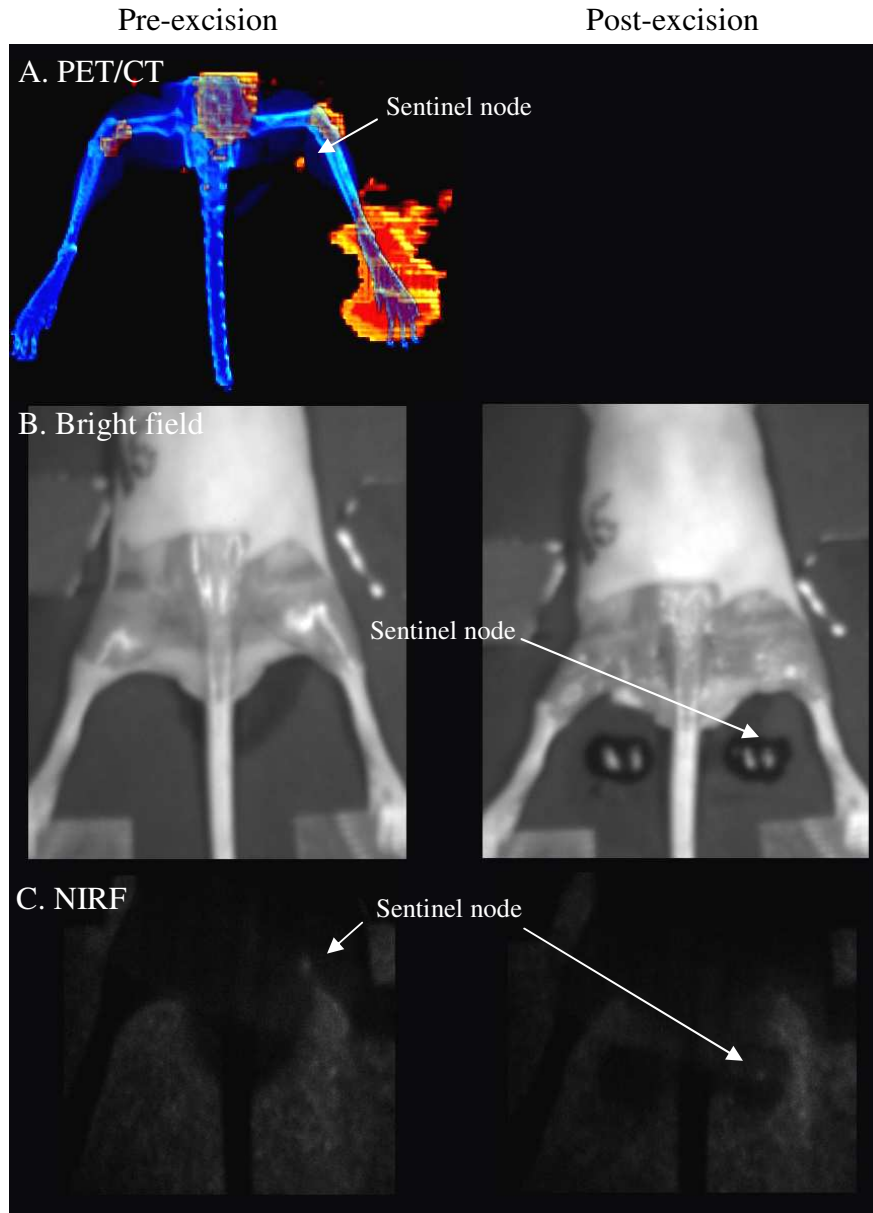 Pre-excision
Post-excision
A. PET/CT
Sentinel node
B. Bright field
Sentinel node
C. NIRF
Sentinel node